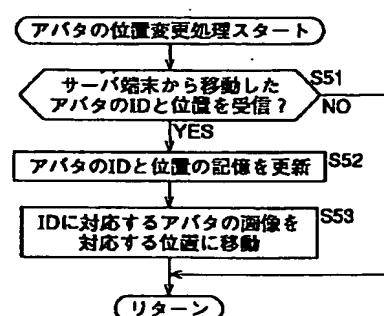 アバタの位置変更処理スタート
サーバ端末から移動した
アバタのIDと位置を受信？
S51
NO
YES
アバタのIDと位置の記憶を更新
S52
IDに対応するアバタの画像を
対応する位置に移動
S53
リターン